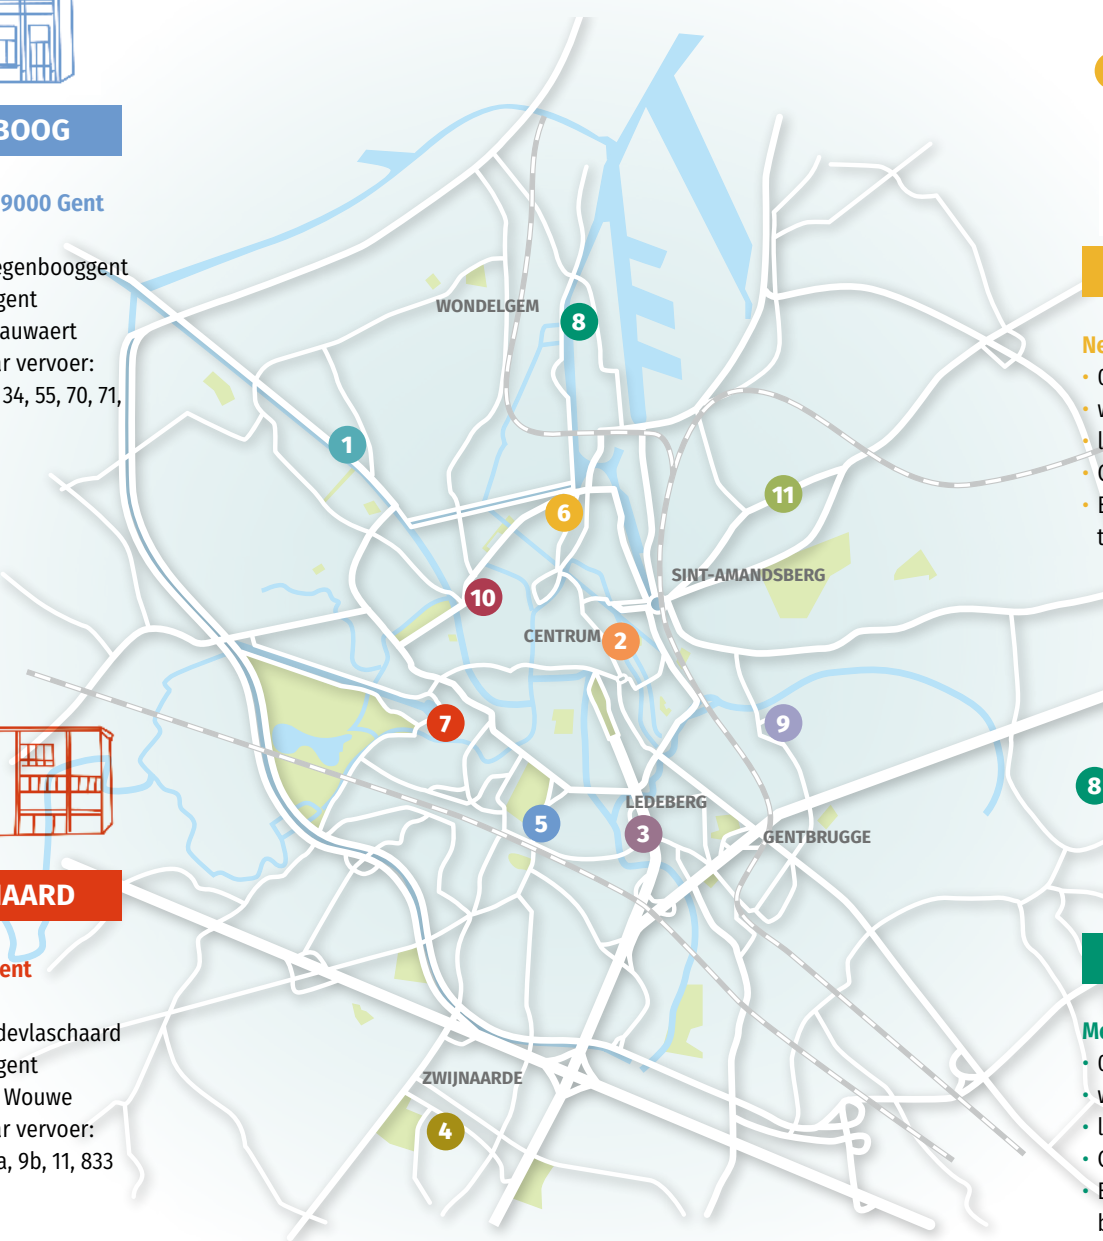 BOOG
9000 Gent
egenbooggent
gent
auwaert
ar vervoer:
34, 55, 70, 71,
WONDELGEM
8
1
11
6
SINT-AMANDSBERG
10
CENTRUM
2
7
9
LEDEBERG
5
3
GENTBRUGGE
8
AARD
ent
devlaschaard
gent
Wouwe
ar vervoer:
a, 9b, 11, 833
ZWIJNAARDE
4
Ne
Me